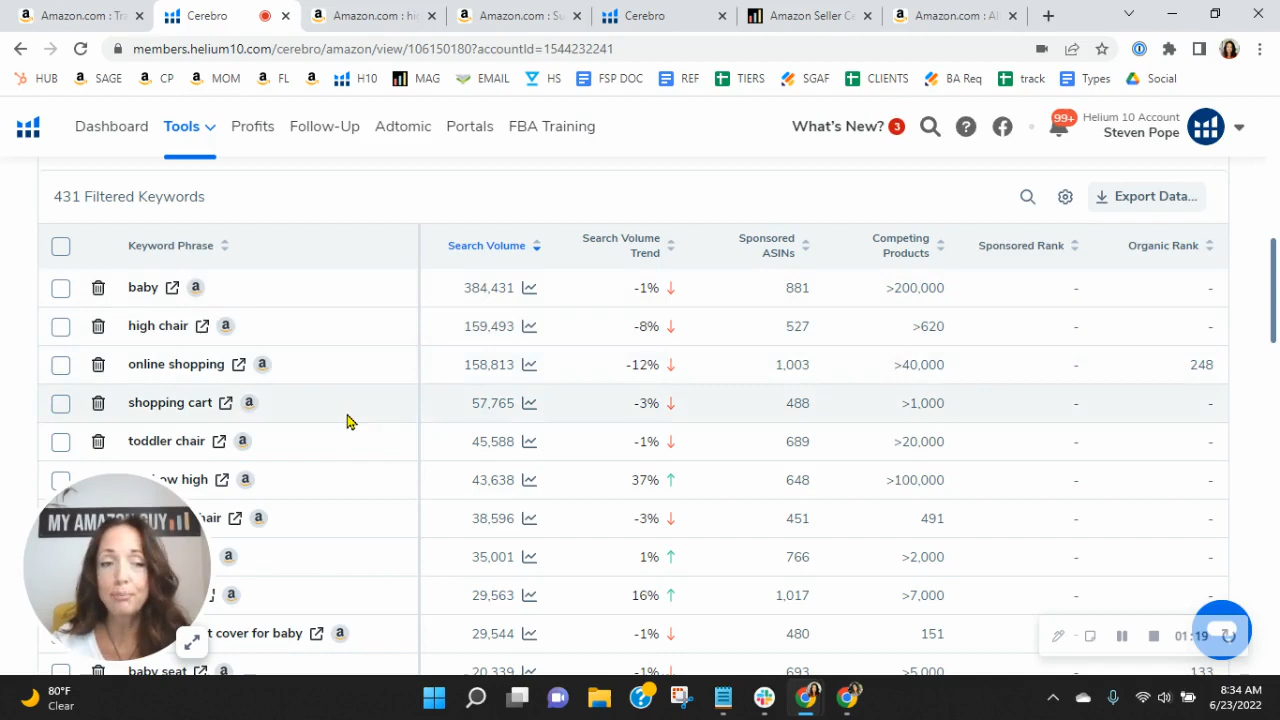 Amazon.com : Tra
Cerebro
Amazon.com : hig
Amazon.com : Su
Cerebro
Amazon Seller Ce
Amazon.com : Al
members.helium10.com/cerebro/amazon/view/106150180?accountId=1544232241
HUB SAGE CP MOM FL H10 MAG EMAIL HS FSP DOC REF TIERS SGAF CLIENTS BA Req track Types Social
Dashboard Tools Profits Follow-Up Adtomic Portals FBA Training What's New? 3 99+ Helium 10 Account
Steven Pope
431 Filtered Keywords Export Data...
Keyword Phrase Search Volume Search Volume Trend Sponsored ASINs Competing Products Sponsored Rank Organic Rank
baby 384,431 -1% 881 >200,000 - -
high chair 159,493 -8% 527 >620 - -
online shopping 158,813 -12% 1,003 >40,000 - 248
shopping cart 57,765 -3% 488 >1,000 - -
toddler chair 45,588 -1% 689 >20,000 - -
ow high 43,638 37% 648 >100,000 - -
hair 38,596 -3% 451 491 - -
35,001 1% 766 >2,000 - -
29,563 16% 1,017 >7,000 - -
t cover for baby 29,544 -1% 480 151 - -
baby seat 20,339 -1% 693 >5,000 - 133
MY AMAZON GUY
01:19
80°F
Clear
8:34 AM
6/23/2022